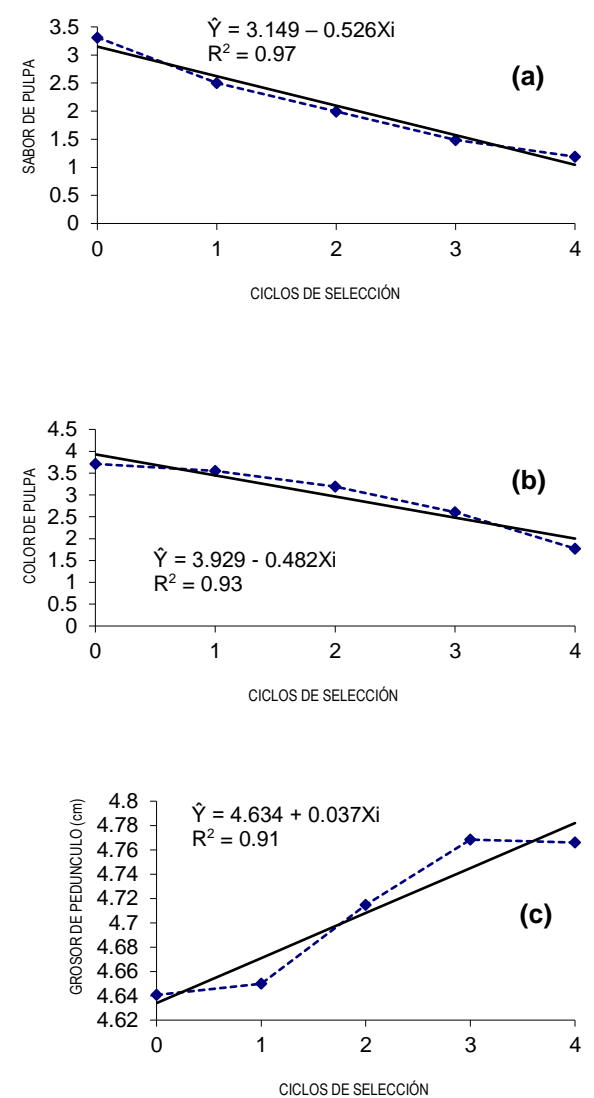 Ŷ = 3.149 – 0.526Xi
R² = 0.97
(a)
SABOR DE PULPA
3.5
3
2.5
2
1.5
1
0.5
0
0 1 2 3 4
CICLOS DE SELECCIÓN
(b)
COLOR DE PULPA
4.5
4
3.5
3
2.5
2
1.5
1
0.5
0
Ŷ = 3.929 - 0.482Xi
R² = 0.93
0 1 2 3 4
CICLOS DE SELECCIÓN
Ŷ = 4.634 + 0.037Xi
R² = 0.91
(c)
GROSOR DE PEDUNCULO (cm)
4.8
4.78
4.76
4.74
4.72
4.7
4.68
4.66
4.64
4.62
0 1 2 3 4
CICLOS DE SELECCIÓN